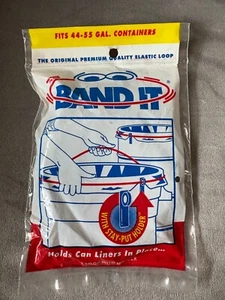 FITS 44-55 GAL. CONTAINERS
THE ORIGINAL PREMIUM QUALITY ELASTIC LOOP
BAND IT
WITH STAY-PUT HOLDER
Holds Can Liners In Place...